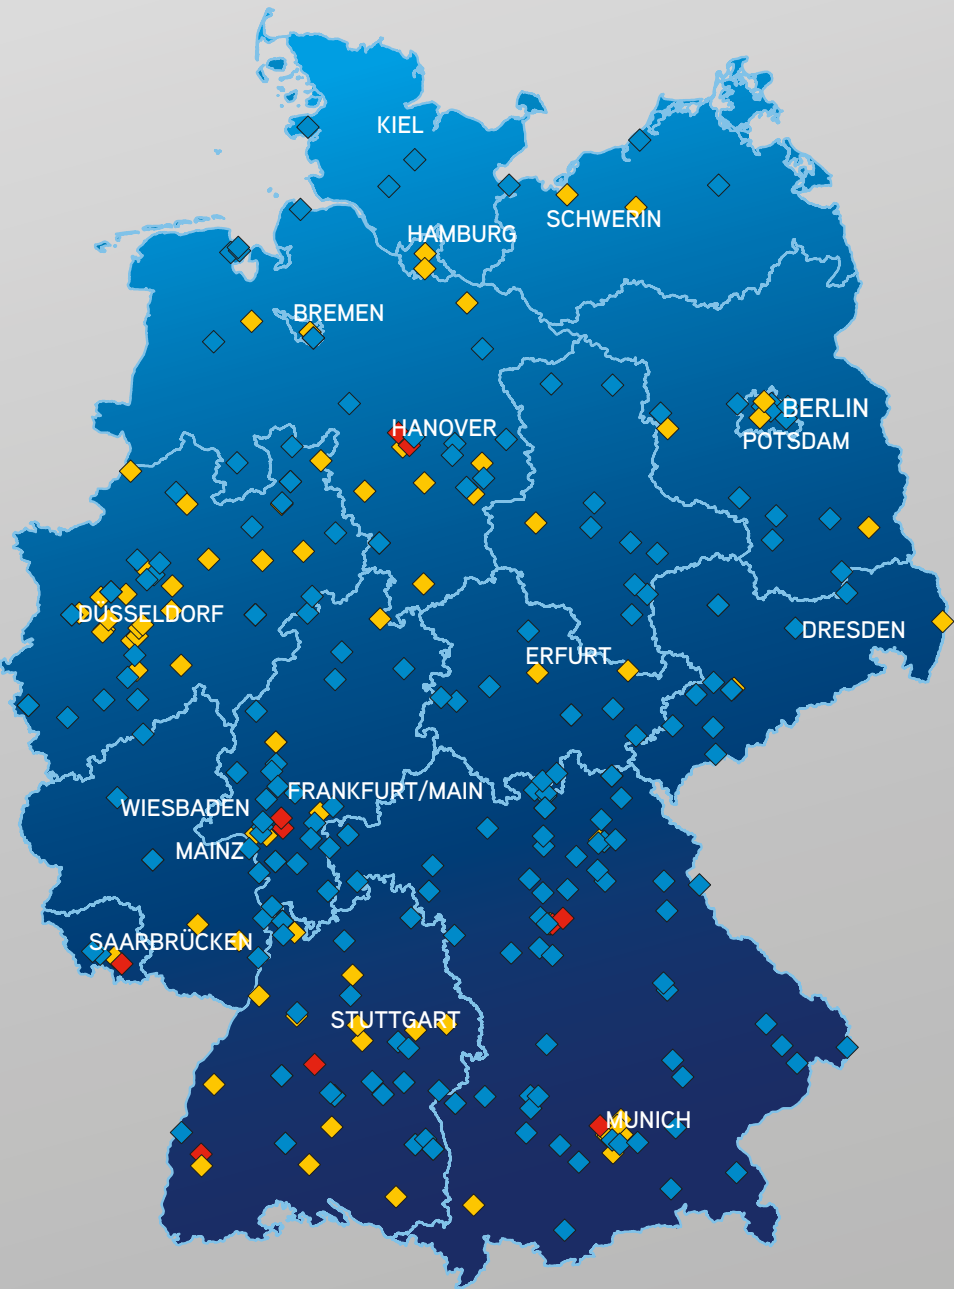 KIEL
SCHWERIN
HAMBURG
BREMEN
BERLIN
HANOVER
POTSDAM
DÜSSELDORF
DRESDEN
ERFURT
FRANKFURT/MAIN
WIESBADEN
MAINZ
SAARBRÜCKEN
STUTTGART
MUNICH